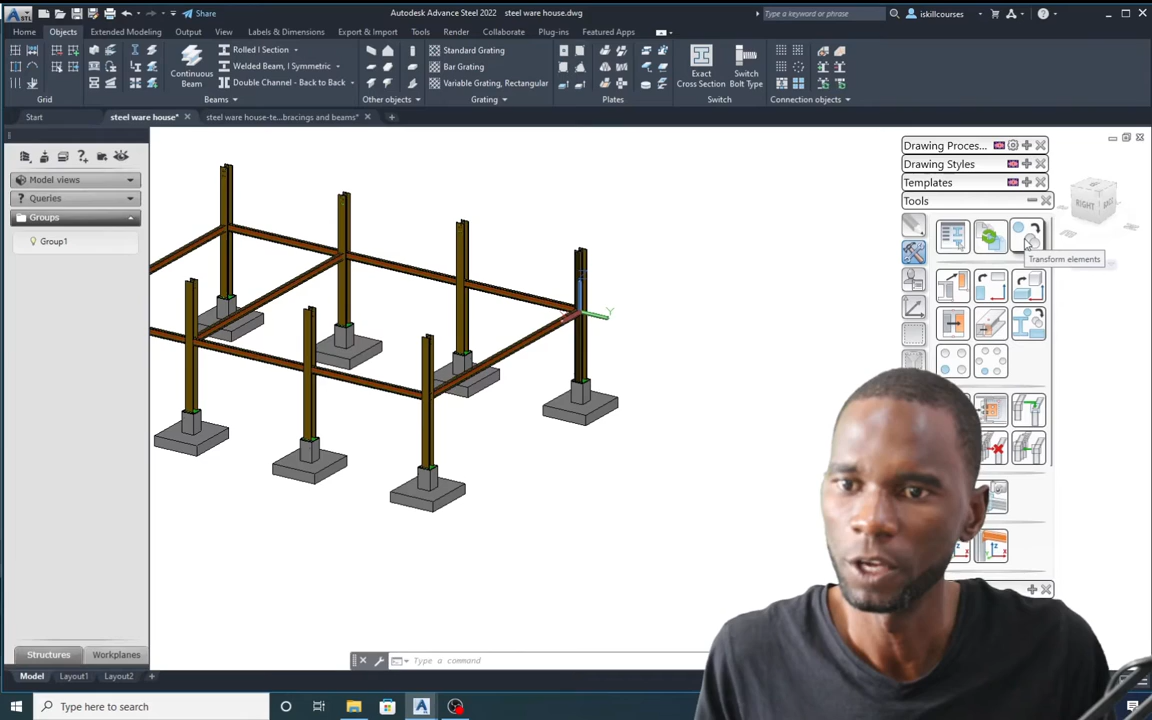 STL
Share
Autodesk Advance Steel 2022
steel ware house.dwg
Type a keyword or phrase
iskillcourses
Home
Objects
Extended Modeling
Output
View
Labels & Dimensions
Export & Import
Tools
Render
Collaborate
Plug-ins
Featured Apps
Continuous Beam
Rolled I Section
Welded Beam, I Symmetric
Double Channel - Back to Back
Standard Grating
Bar Grating
Variable Grating, Rectangular
Exact Cross Section
Switch Bolt Type
Grid
Beams
Other objects
Grating
Plates
Switch
Connection objects
Start
steel ware house*
steel ware house-te...bracings and beams*
Model views
Queries
Groups
Group1
Drawing Proces...
Drawing Styles
Templates
Tools
Transform elements
RIGHT
Z
Y
Structures
Workplanes
Type a command
Model
Layout1
Layout2
Type here to search